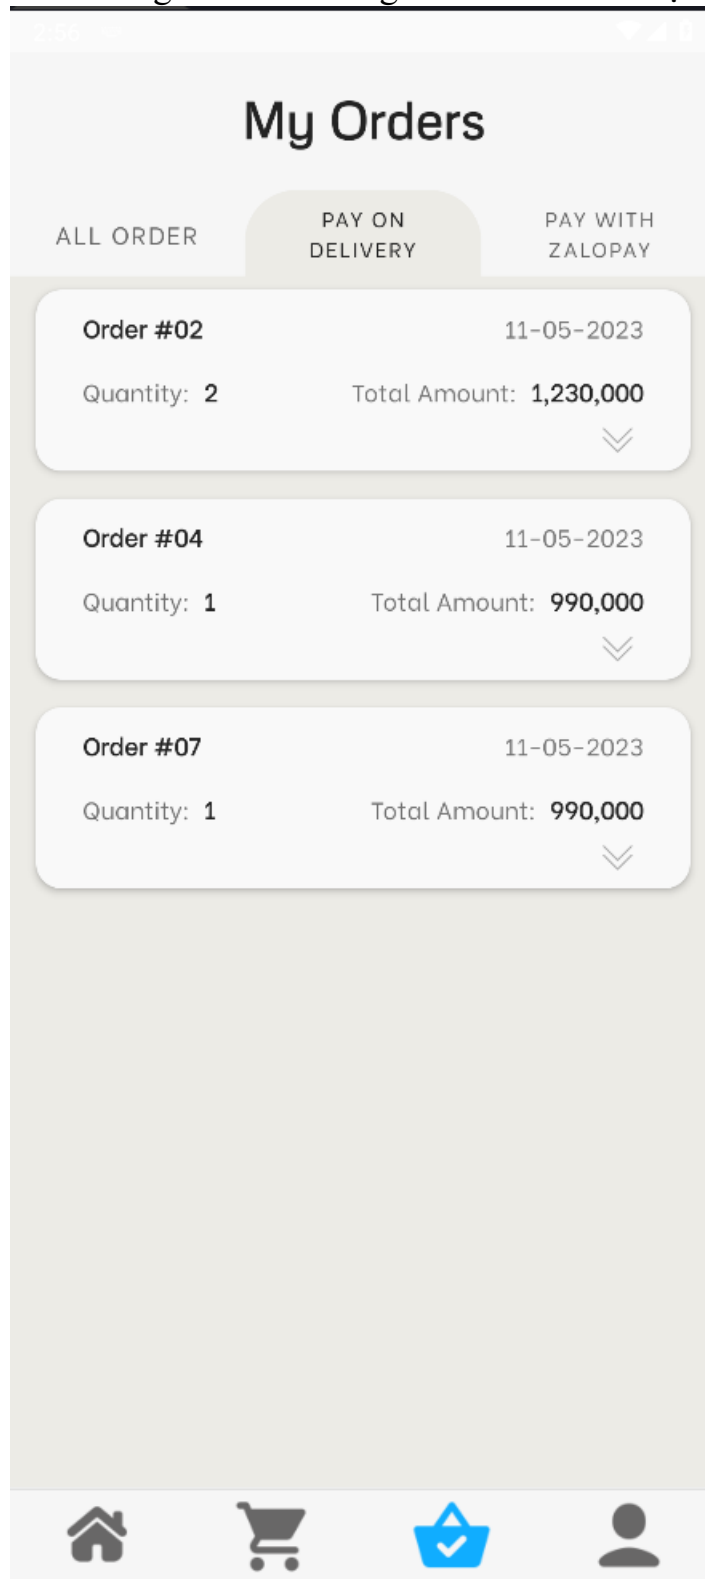 2:56
My Orders
ALL ORDER
PAY ON
DELIVERY
PAY WITH
ZALOPAY
Order #02 11-05-2023
Quantity: 2 Total Amount: 1,230,000
Order #04 11-05-2023
Quantity: 1 Total Amount: 990,000
Order #07 11-05-2023
Quantity: 1 Total Amount: 990,000